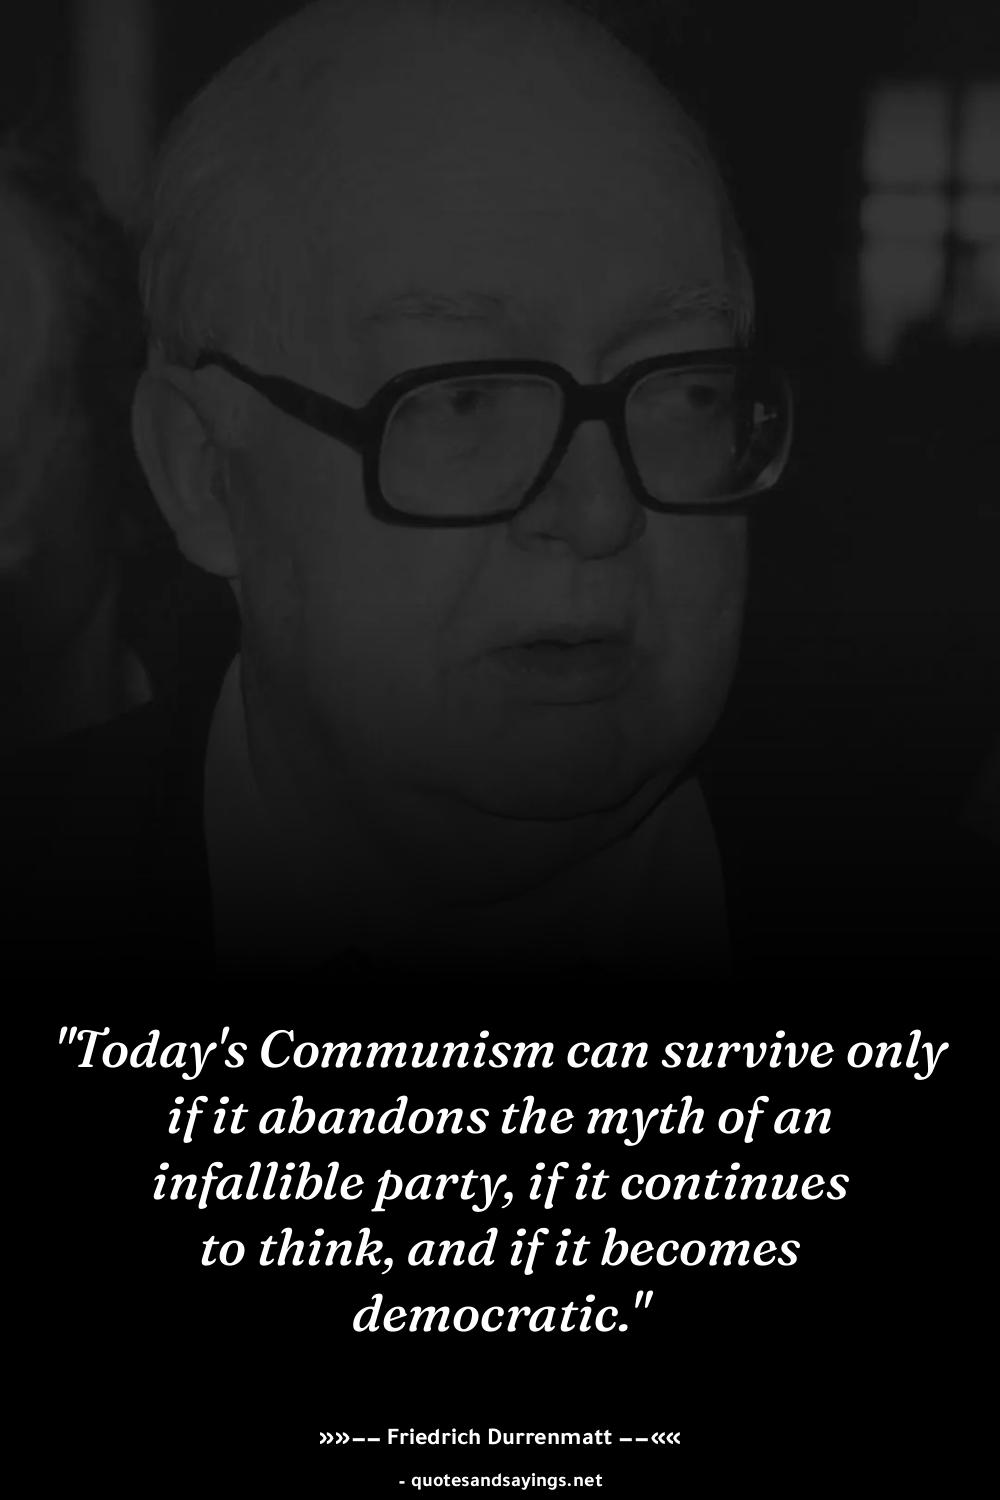 "Today's Communism can survive only
if it abandons the myth of an
infallible party, if it continues
to think, and if it becomes
democratic."
»»-- Friedrich Durrenmatt --««
- quotesandsayings.net